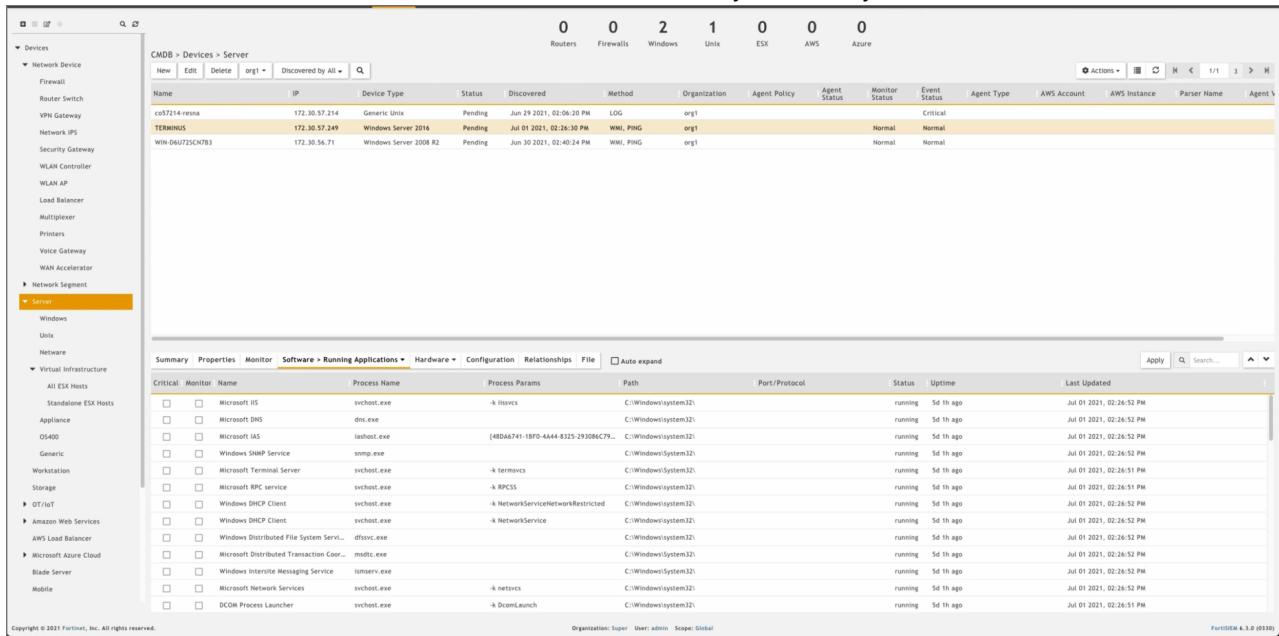 0 0 2 1 0 0 0
Routers Firewalls Windows Unix ESX AWS Azure
Devices
Network Device
Firewall
Router Switch
VPN Gateway
Network IPS
Security Gateway
WLAN Controller
WLAN AP
Load Balancer
Multiplexer
Printers
Voice Gateway
WAN Accelerator
Network Segment
Server
Windows
Unix
Netware
Virtual Infrastructure
All ESX Hosts
Standalone ESX Hosts
Appliance
OS400
Generic
Workstation
Storage
OT/IoT
Amazon Web Services
AWS Load Balancer
Microsoft Azure Cloud
Blade Server
Mobile
CMDB > Devices > Server
New Edit Delete org1 Discovered by All Actions 1/1 3
Name IP Device Type Status Discovered Method Organization Agent Policy Agent Status Monitor Status Event Status Agent Type AWS Account AWS Instance Parser Name Agent V
co57214-resna 172.30.57.214 Generic Unix Pending Jun 29 2021, 02:06:20 PM LOG org1 Critical
TERMINUS 172.30.57.249 Windows Server 2016 Pending Jul 01 2021, 02:26:30 PM WMI, PING org1 Normal Normal
WIN-D6U72SCN7B3 172.30.56.71 Windows Server 2008 R2 Pending Jun 30 2021, 02:40:24 PM WMI, PING org1 Normal Normal
Summary Properties Monitor Software > Running Applications Hardware Configuration Relationships File Auto expand Apply Search...
Critical Monitor Name Process Name Process Params Path Port/Protocol Status Uptime Last Updated
Microsoft IIS svchost.exe -k iissvcs C:\Windows\system32\ running 5d 1h ago Jul 01 2021, 02:26:52 PM
Microsoft DNS dns.exe C:\Windows\system32\ running 5d 1h ago Jul 01 2021, 02:26:52 PM
Microsoft IAS iashost.exe {48DA6741-1BF0-4A44-8325-293086C79... C:\Windows\system32\ running 5d 1h ago Jul 01 2021, 02:26:52 PM
Windows SNMP Service snmp.exe C:\Windows\System32\ running 5d 1h ago Jul 01 2021, 02:26:52 PM
Microsoft Terminal Server svchost.exe -k termsvcs C:\Windows\System32\ running 5d 1h ago Jul 01 2021, 02:26:51 PM
Microsoft RPC service svchost.exe -k RPCSS C:\Windows\system32\ running 5d 1h ago Jul 01 2021, 02:26:51 PM
Windows DHCP Client svchost.exe -k NetworkServiceNetworkRestricted C:\Windows\system32\ running 5d 1h ago Jul 01 2021, 02:26:52 PM
Windows DHCP Client svchost.exe -k NetworkService C:\Windows\System32\ running 5d 1h ago Jul 01 2021, 02:26:52 PM
Windows Distributed File System Servi... dfssvc.exe C:\Windows\system32\ running 5d 1h ago Jul 01 2021, 02:26:52 PM
Microsoft Distributed Transaction Coor... msdtc.exe C:\Windows\System32\ running 5d 1h ago Jul 01 2021, 02:26:52 PM
Windows Intersite Messaging Service ismserv.exe C:\Windows\System32\ running 5d 1h ago Jul 01 2021, 02:26:52 PM
Microsoft Network Services svchost.exe -k netsvcs C:\Windows\system32\ running 5d 1h ago Jul 01 2021, 02:26:52 PM
DCOM Process Launcher svchost.exe -k DcomLaunch C:\Windows\system32\ running 5d 1h ago Jul 01 2021, 02:26:51 PM
Copyright © 2021 Fortinet, Inc. All rights reserved. Organization: Super User: admin Scope: Global FortiSIEM 6.3.0 (0330)